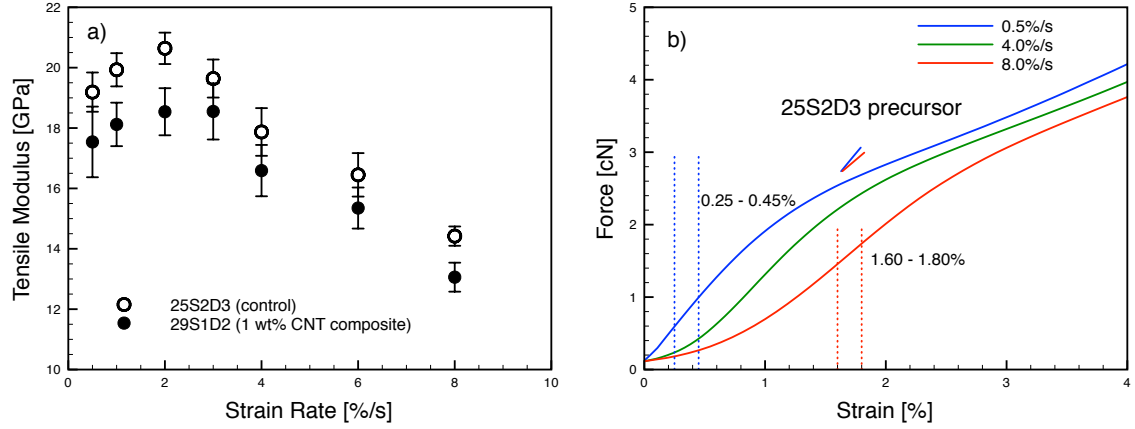 a)
22
20
18
16
14
12
10
Tensile Modulus [GPa]
25S2D3 (control)
29S1D2 (1 wt% CNT composite)
0
2
4
6
8
10
Strain Rate [%/s]
b)
5
4
3
2
1
0
Force [cN]
0.5%/s
4.0%/s
8.0%/s
25S2D3 precursor
0.25 - 0.45%
1.60 - 1.80%
0
1
2
3
4
Strain [%]